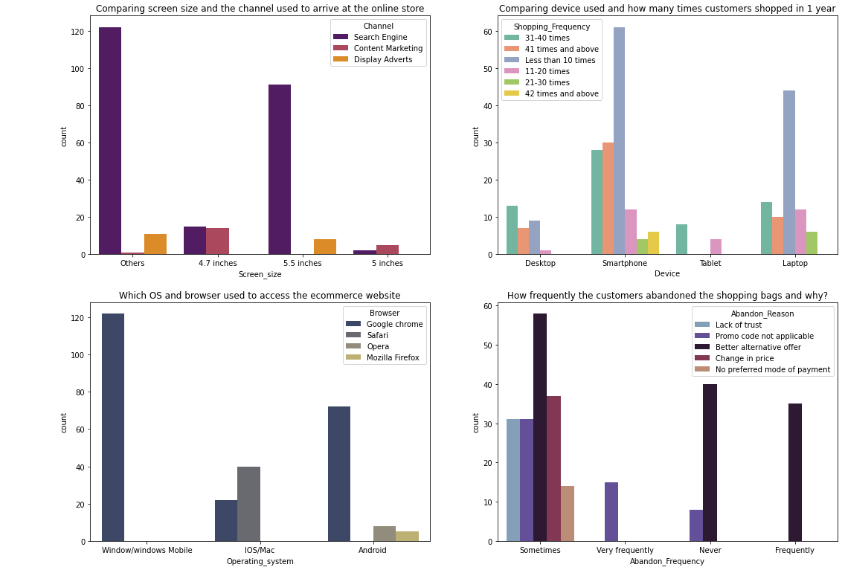 Comparing screen size and the channel used to arrive at the online store
Channel
Search Engine
Content Marketing
Display Adverts
120
100
80
60
40
20
0
count
Others 4.7 inches 5.5 inches 5 inches
Screen_size
Comparing device used and how many times customers shopped in 1 year
Shopping_Frequency
31-40 times
41 times and above
Less than 10 times
11-20 times
21-30 times
42 times and above
60
50
40
30
20
10
0
count
Desktop Smartphone Tablet Laptop
Device
Which OS and browser used to access the ecommerce website
Browser
Google chrome
Safari
Opera
Mozilla Firefox
120
100
80
60
40
20
0
count
Window/windows Mobile IOS/Mac Android
Operating_system
How frequently the customers abandoned the shopping bags and why?
Abandon_Reason
Lack of trust
Promo code not applicable
Better alternative offer
Change in price
No preferred mode of payment
60
50
40
30
20
10
0
count
Sometimes Very frequently Never Frequently
Abandon_Frequency